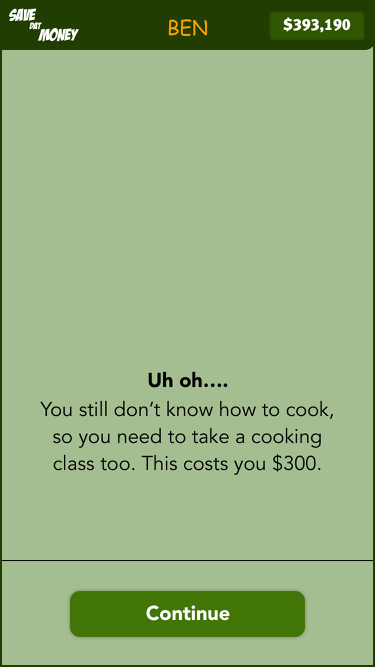 SAVE
DAT
MONEY
BEN
$393,190
Uh oh....
You still don't know how to cook,
so you need to take a cooking
class too. This costs you $300.
Continue